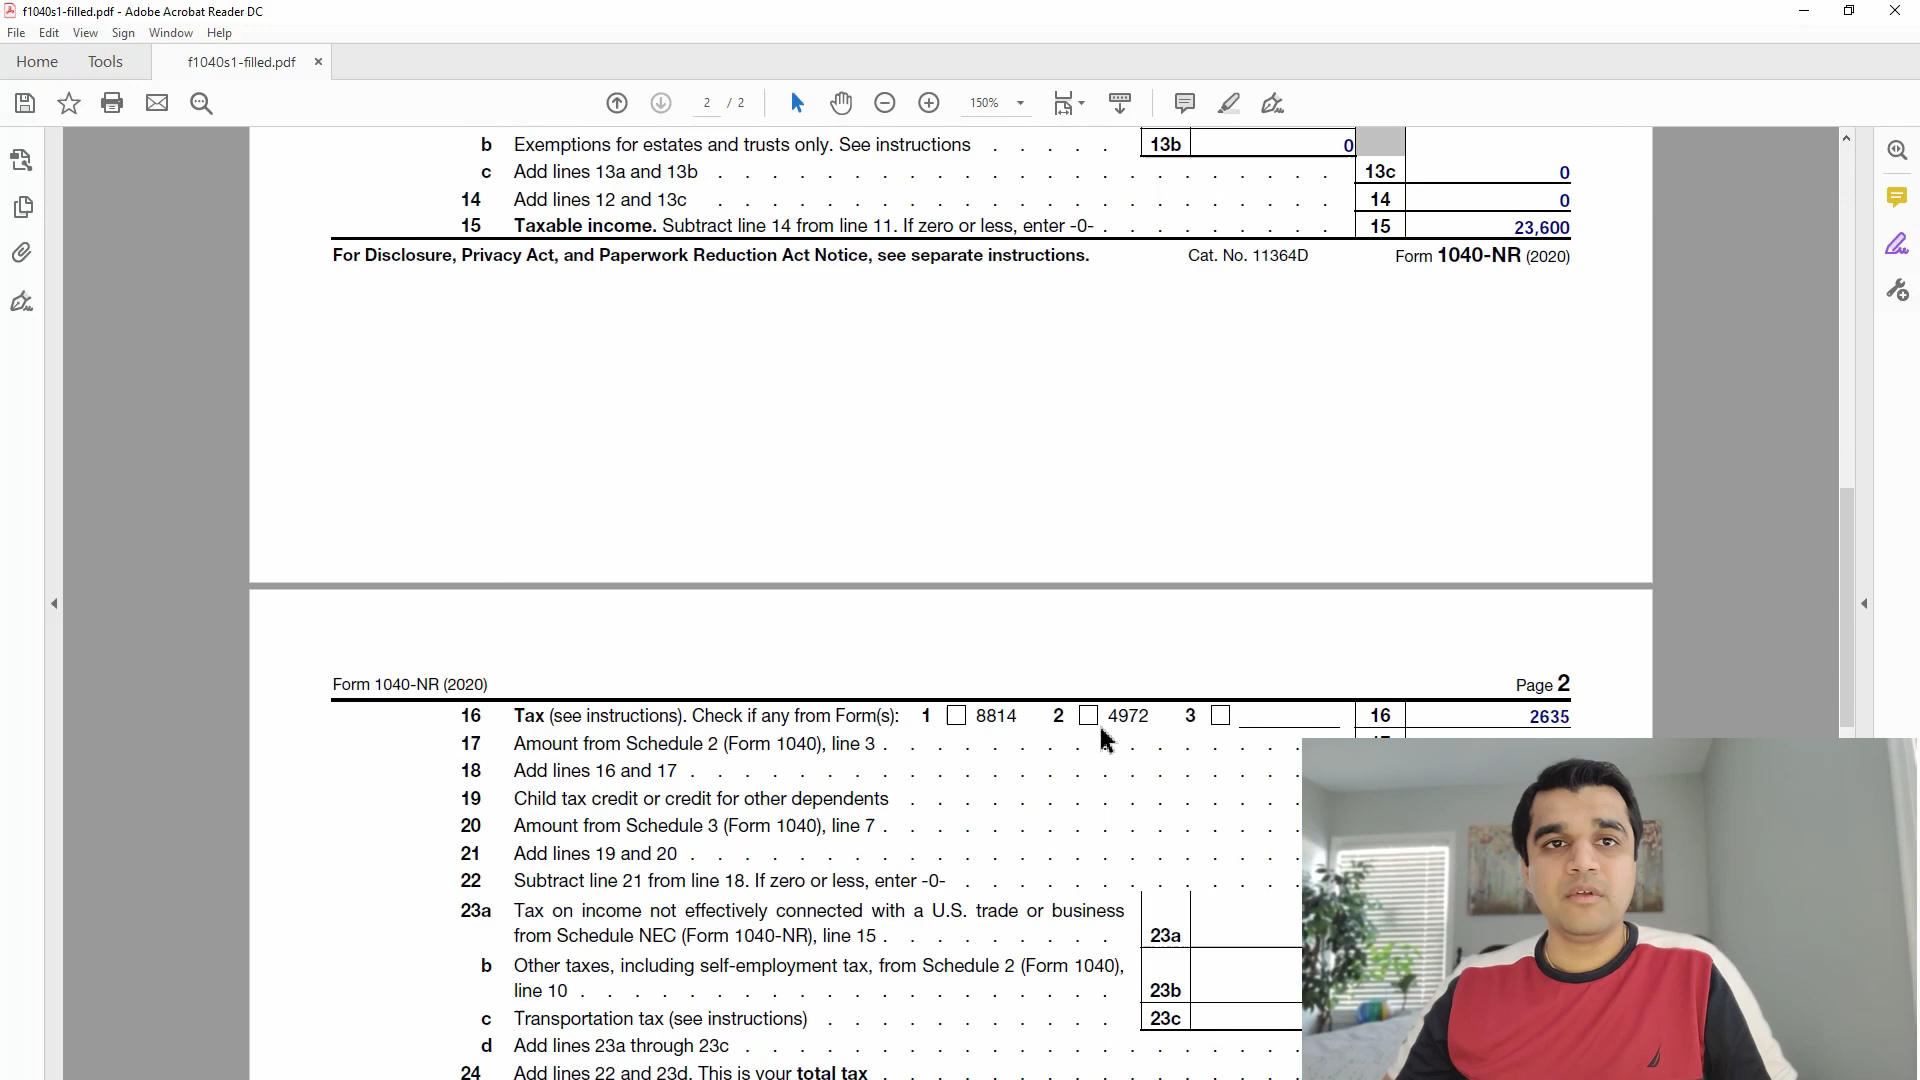 f1040s1-filled.pdf - Adobe Acrobat Reader DC
File Edit View Sign Window Help
Home Tools f1040s1-filled.pdf ×
2 / 2 150%
b Exemptions for estates and trusts only. See instructions . . . . . 13b 0
c Add lines 13a and 13b . . . . . . . . . . . . . . . . . . . . . . . 13c 0
14 Add lines 12 and 13c . . . . . . . . . . . . . . . . . . . . . . . 14 0
15 Taxable income. Subtract line 14 from line 11. If zero or less, enter -0- . . . . . . . . . 15 23,600
For Disclosure, Privacy Act, and Paperwork Reduction Act Notice, see separate instructions. Cat. No. 11364D Form 1040-NR (2020)
Form 1040-NR (2020) Page 2
16 Tax (see instructions). Check if any from Form(s): 1 8814 2 4972 3 16 2635
17 Amount from Schedule 2 (Form 1040), line 3 . . . . . . . . . . . . . . . .
18 Add lines 16 and 17 . . . . . . . . . . . . . . . . . . . . . . .
19 Child tax credit or credit for other dependents . . . . . . . . . . . . . . .
20 Amount from Schedule 3 (Form 1040), line 7 . . . . . . . . . . . . . . . .
21 Add lines 19 and 20 . . . . . . . . . . . . . . . . . . . . . . .
22 Subtract line 21 from line 18. If zero or less, enter -0- . . . . . . . . . . . . .
23a Tax on income not effectively connected with a U.S. trade or business
from Schedule NEC (Form 1040-NR), line 15 . . . . . . . . . 23a
b Other taxes, including self-employment tax, from Schedule 2 (Form 1040),
line 10 . . . . . . . . . . . . . . . . . . . . 23b
c Transportation tax (see instructions) . . . . . . . . . . . 23c
d Add lines 23a through 23c . . . . . . . . . . . . . . . . . . . . .
24 Add lines 22 and 23d. This is your total tax . . . . . . . . . . . . . . . .